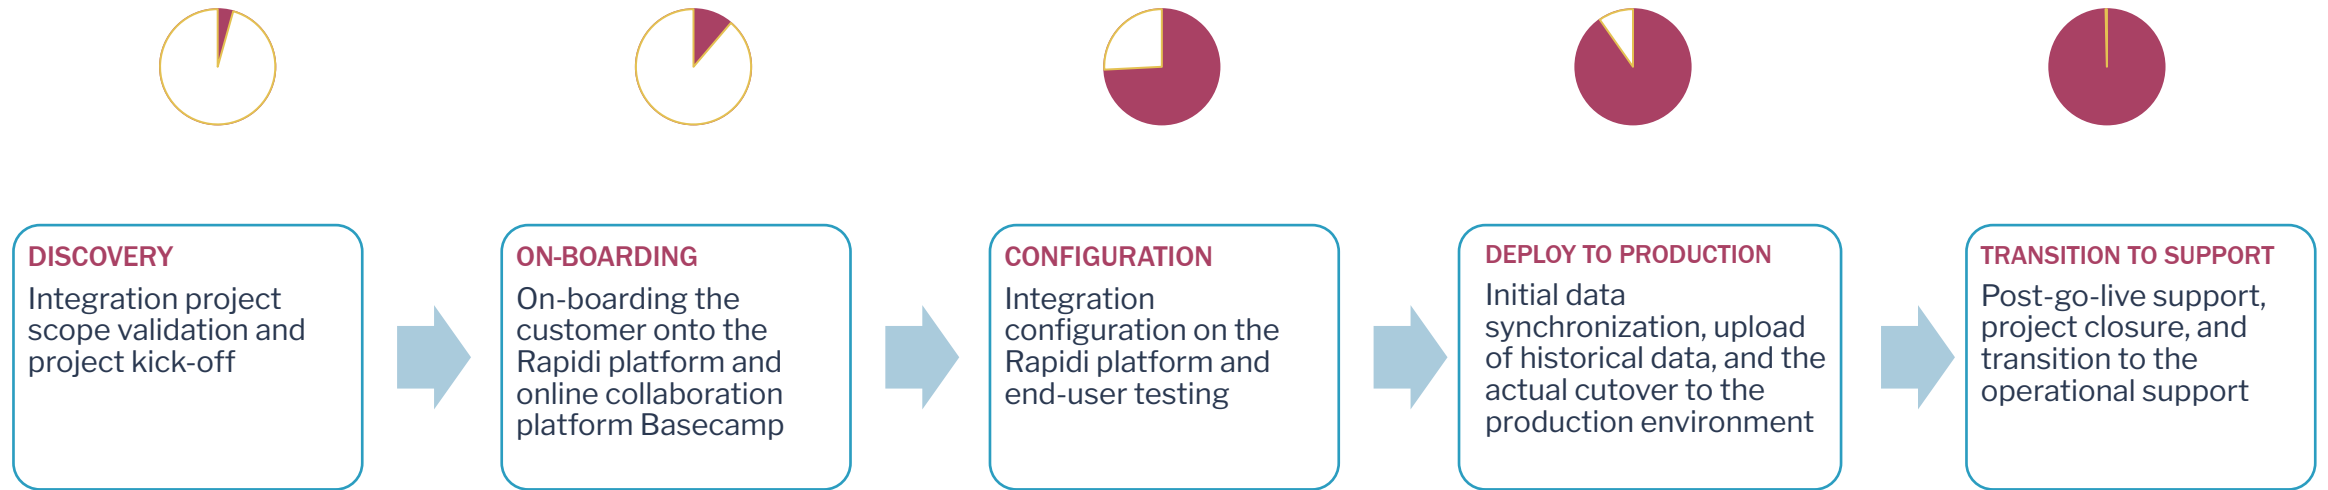 DISCOVERY
Integration project
scope validation and
project kick-off
ON-BOARDING
On-boarding the
customer onto the
Rapidi platform and
online collaboration
platform Basecamp
CONFIGURATION
Integration
configuration on the
Rapidi platform and
end-user testing
DEPLOY TO PRODUCTION
Initial data
synchronization, upload
of historical data, and the
actual cutover to the
production environment
TRANSITION TO SUPPORT
Post-go-live support,
project closure, and
transition to the
operational support